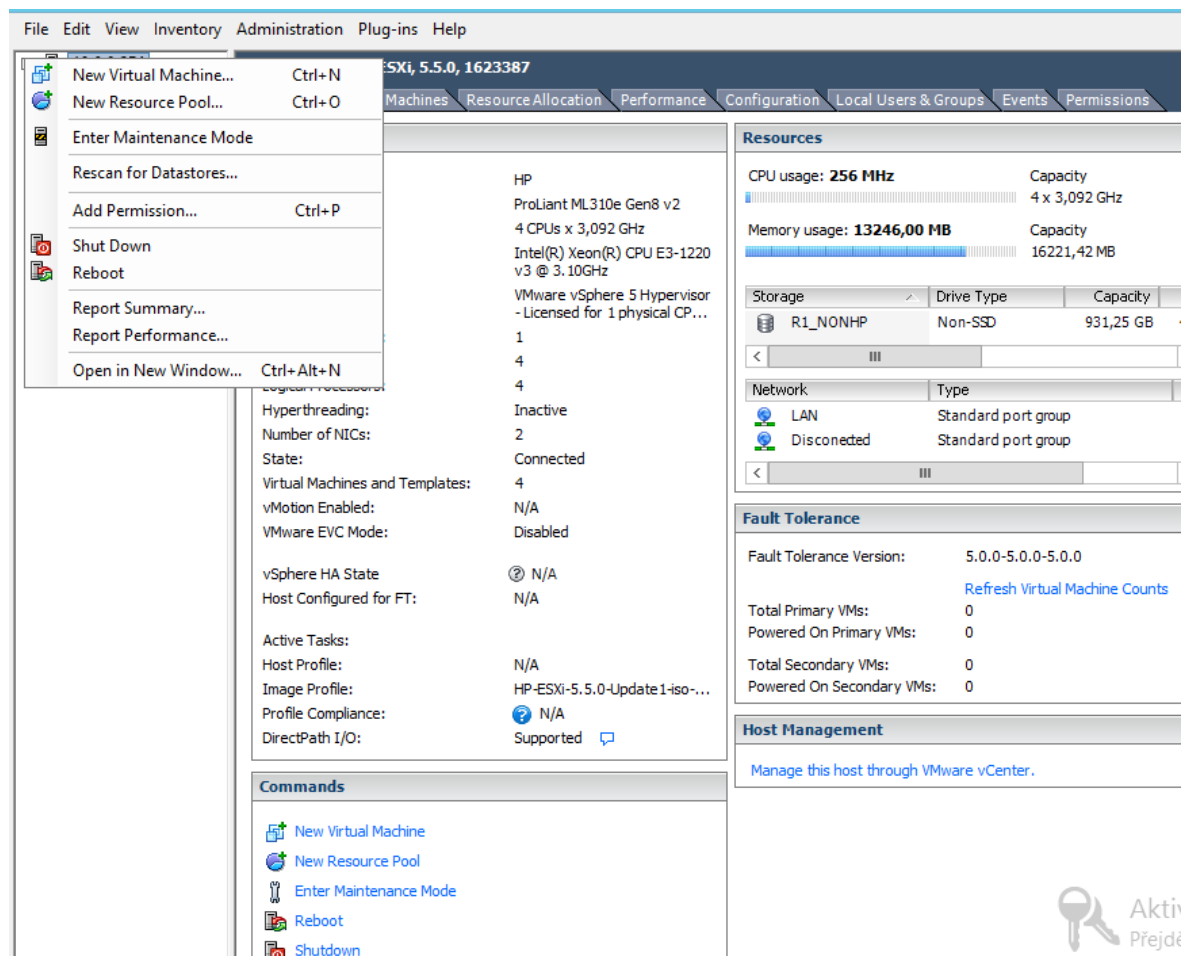 File Edit View Inventory Administration Plug-ins Help
New Virtual Machine... Ctrl+N
New Resource Pool... Ctrl+O
Enter Maintenance Mode
Rescan for Datastores...
Add Permission... Ctrl+P
Shut Down
Reboot
Report Summary...
Report Performance...
Open in New Window... Ctrl+Alt+N
ESXi, 5.5.0, 1623387
Machines Resource Allocation Performance Configuration Local Users & Groups Events Permissions
HP
ProLiant ML310e Gen8 v2
4 CPUs x 3,092 GHz
Intel(R) Xeon(R) CPU E3-1220
v3 @ 3.10GHz
VMware vSphere 5 Hypervisor
- Licensed for 1 physical CP...
1
4
Logical Processors: 4
Hyperthreading: Inactive
Number of NICs: 2
State: Connected
Virtual Machines and Templates: 4
vMotion Enabled: N/A
VMware EVC Mode: Disabled
vSphere HA State N/A
Host Configured for FT: N/A
Active Tasks:
Host Profile: N/A
Image Profile: HP-ESXi-5.5.0-Update1-iso-...
Profile Compliance: N/A
DirectPath I/O: Supported
Commands
New Virtual Machine
New Resource Pool
Enter Maintenance Mode
Reboot
Shutdown
Resources
CPU usage: 256 MHz Capacity
4 x 3,092 GHz
Memory usage: 13246,00 MB Capacity
16221,42 MB
Storage Drive Type Capacity
R1_NONHP Non-SSD 931,25 GB
Network Type
LAN Standard port group
Disconected Standard port group
Fault Tolerance
Fault Tolerance Version: 5.0.0-5.0.0-5.0.0
Refresh Virtual Machine Counts
Total Primary VMs: 0
Powered On Primary VMs: 0
Total Secondary VMs: 0
Powered On Secondary VMs: 0
Host Management
Manage this host through VMware vCenter.
Aktiv
Přejdě